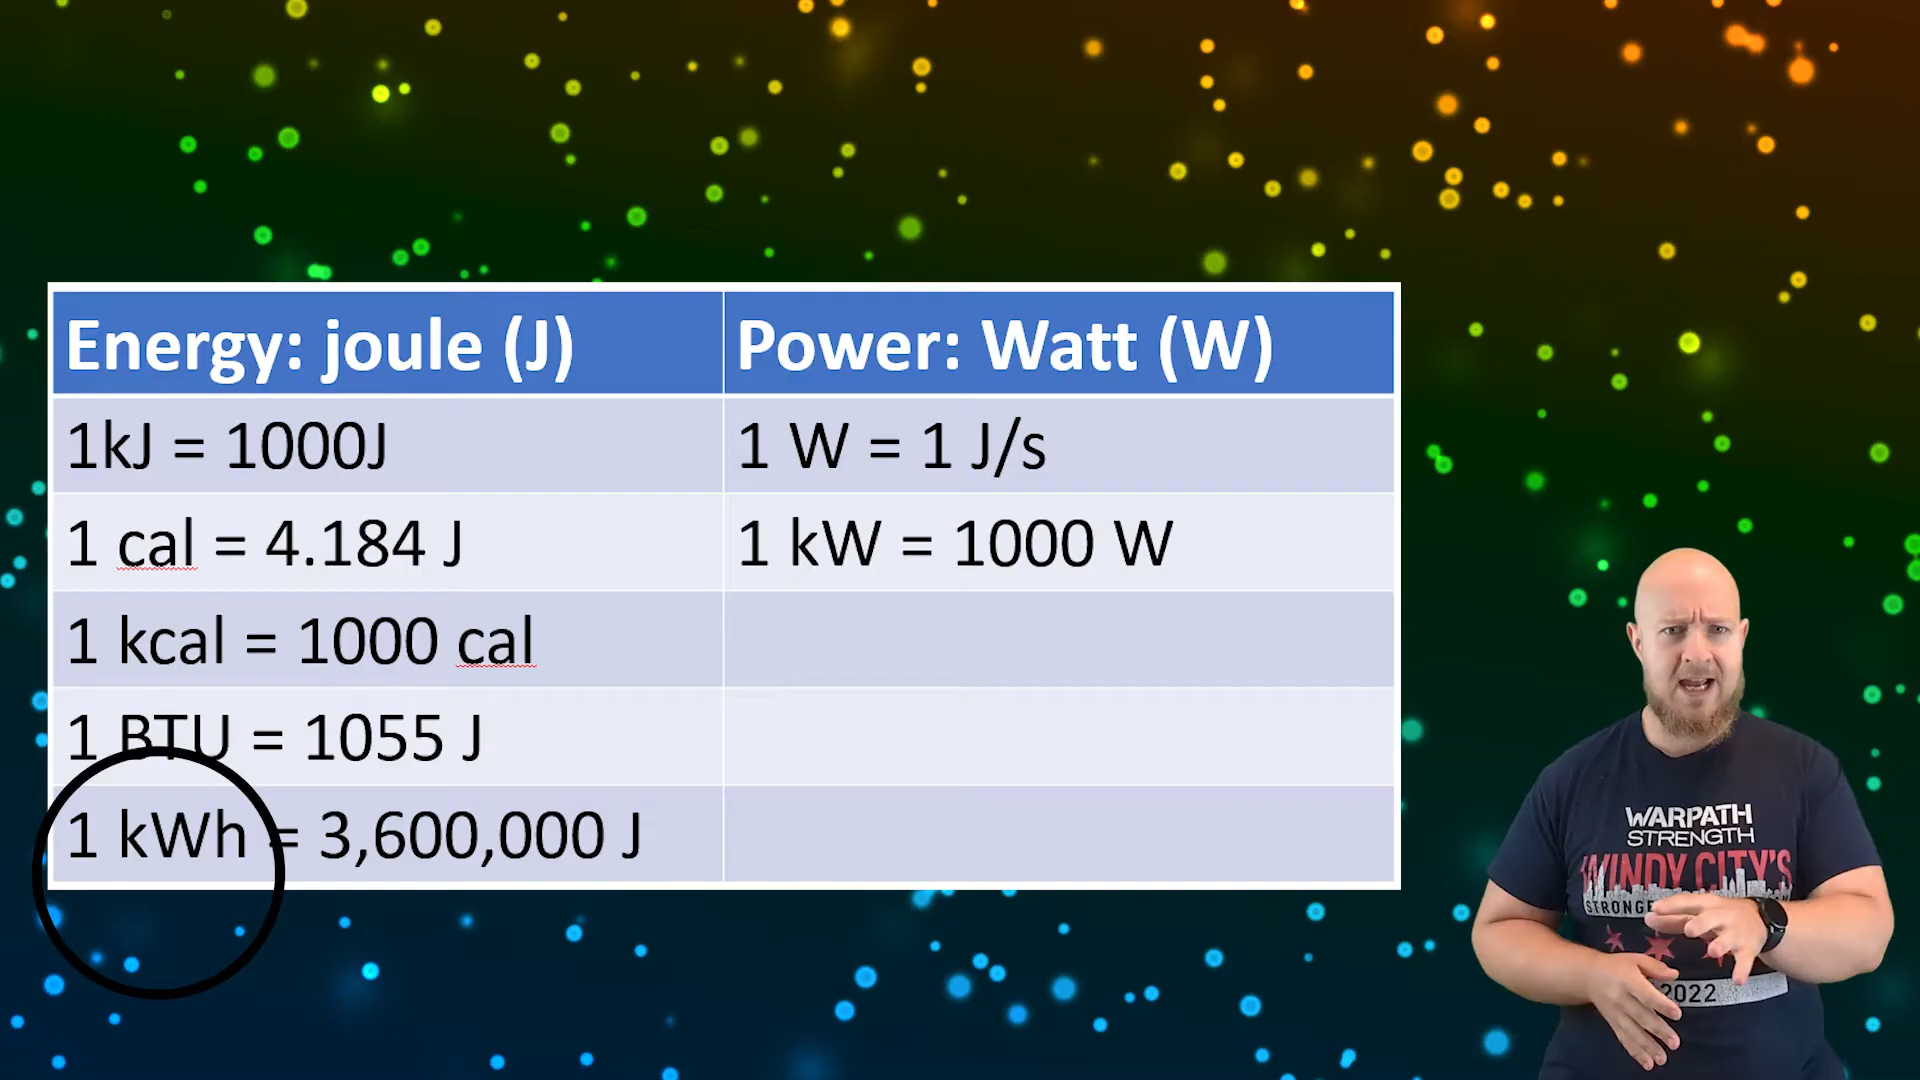 Energy: joule (J)
Power: Watt (W)
1kJ = 1000J
1 W = 1 J/s
1 cal = 4.184 J
1 kW = 1000 W
1 kcal = 1000 cal
1 BTU = 1055 J
1 kWh = 3,600,000 J
WARPATH
STRENGTH
WINDY CITY'S
STRONGE
2022